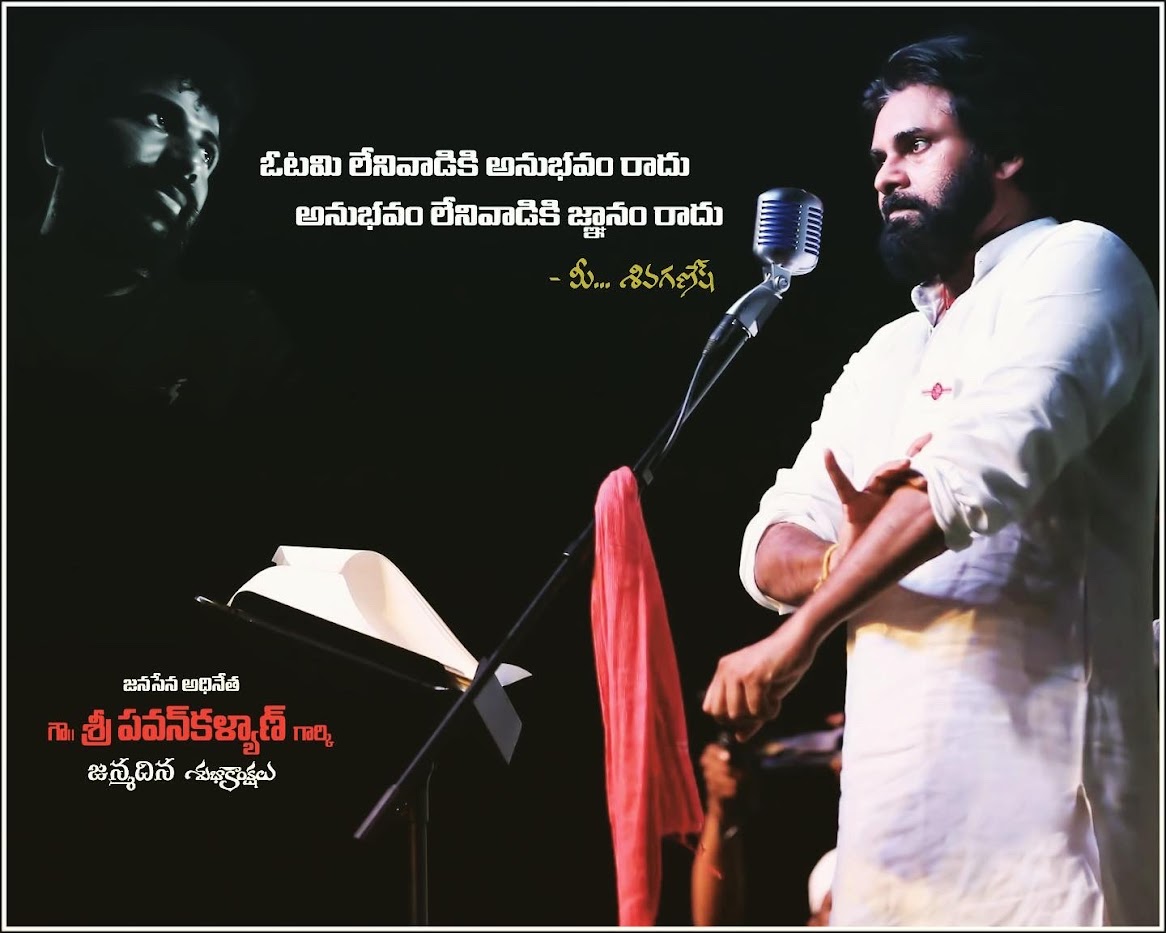 ఓటమి లేనివాడికి అనుభవం రాదు
అనుభవం లేనివాడికి జ్ఞానం రాదు
- మీ... శివగణేష్
జనసేన అధినేత
గౌ॥ శ్రీ పవన్‌కళ్యాణ్ గార్కి
జన్మదిన శుభాకాంక్షలు